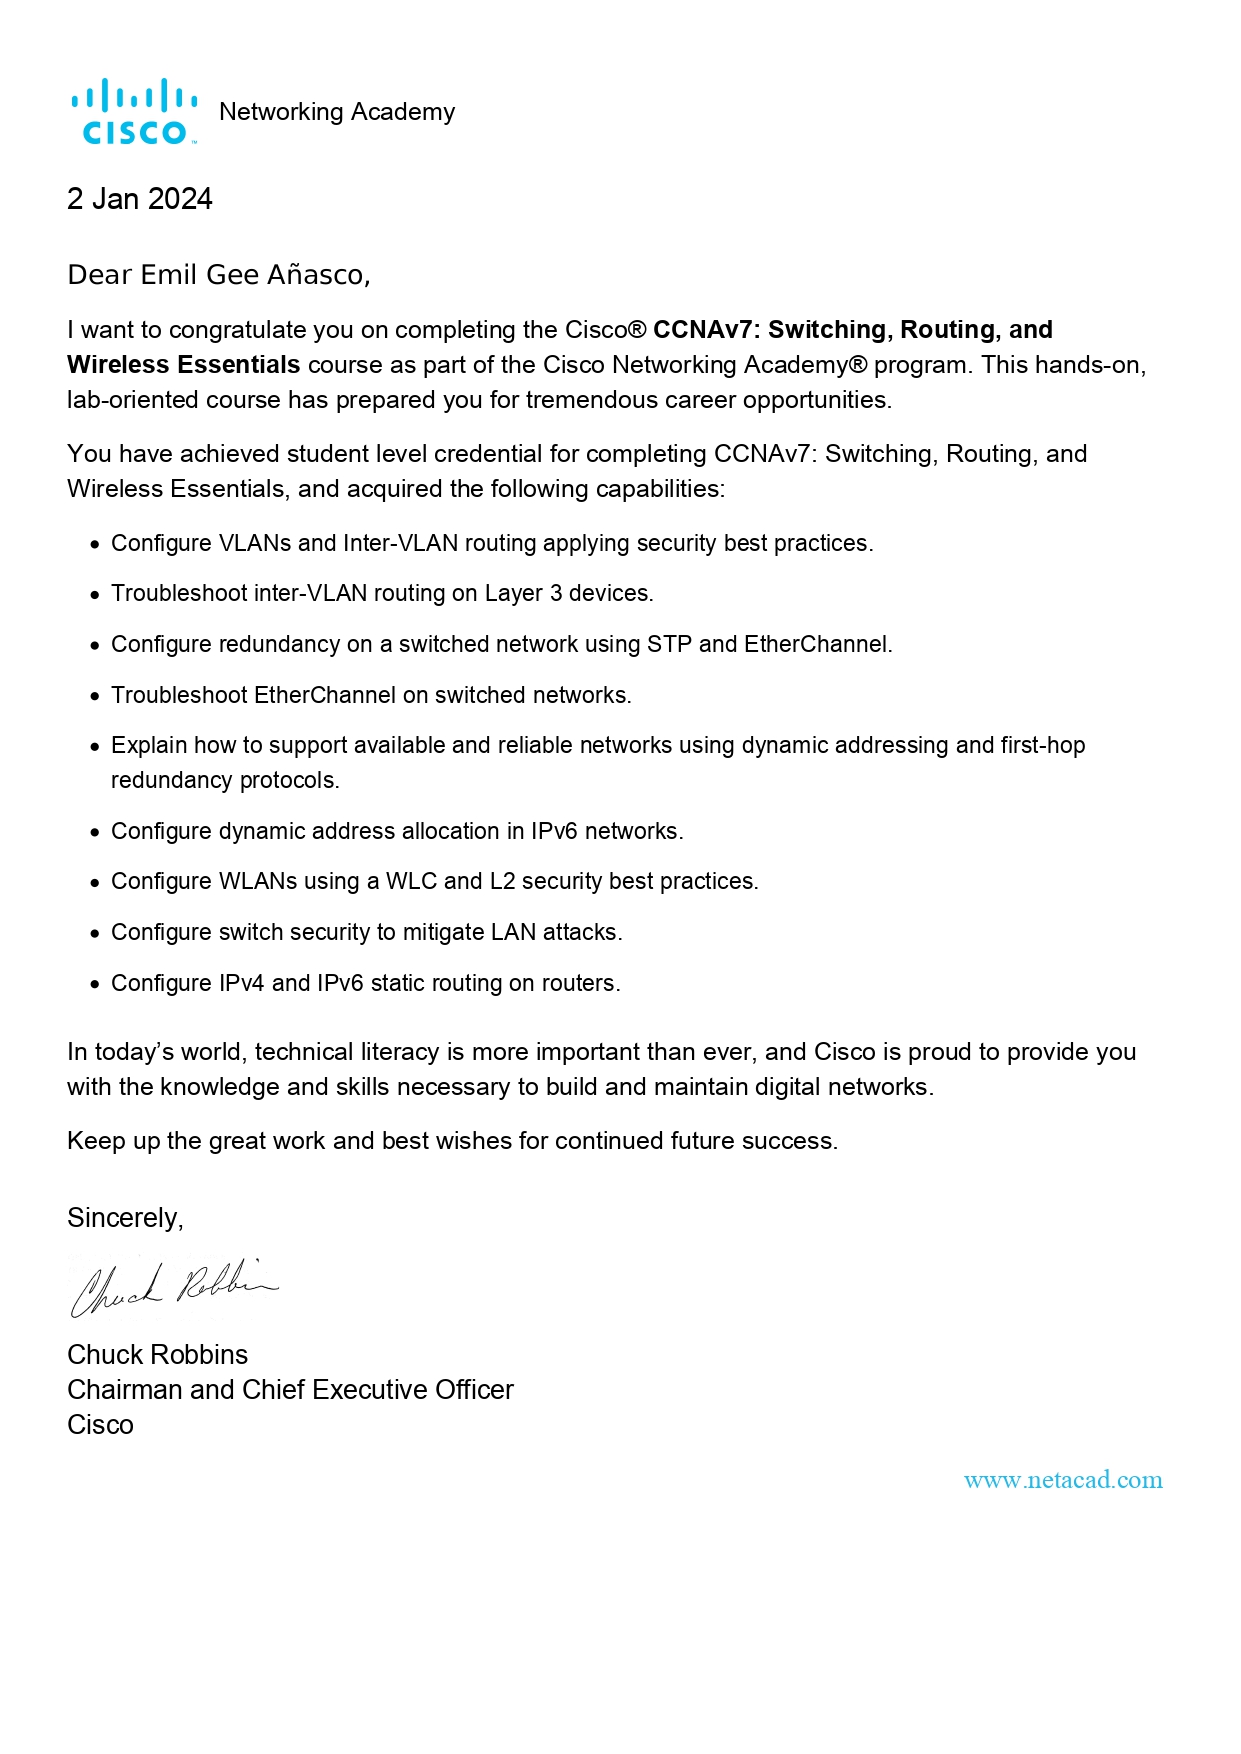 CISCO™ Networking Academy
2 Jan 2024
Dear Emil Gee Añasco,
I want to congratulate you on completing the Cisco® CCNAv7: Switching, Routing, and
Wireless Essentials course as part of the Cisco Networking Academy® program. This hands-on,
lab-oriented course has prepared you for tremendous career opportunities.
You have achieved student level credential for completing CCNAv7: Switching, Routing, and
Wireless Essentials, and acquired the following capabilities:
• Configure VLANs and Inter-VLAN routing applying security best practices.
• Troubleshoot inter-VLAN routing on Layer 3 devices.
• Configure redundancy on a switched network using STP and EtherChannel.
• Troubleshoot EtherChannel on switched networks.
• Explain how to support available and reliable networks using dynamic addressing and first-hop
redundancy protocols.
• Configure dynamic address allocation in IPv6 networks.
• Configure WLANs using a WLC and L2 security best practices.
• Configure switch security to mitigate LAN attacks.
• Configure IPv4 and IPv6 static routing on routers.
In today’s world, technical literacy is more important than ever, and Cisco is proud to provide you
with the knowledge and skills necessary to build and maintain digital networks.
Keep up the great work and best wishes for continued future success.
Sincerely,
Chuck Robbins
Chuck Robbins
Chairman and Chief Executive Officer
Cisco
www.netacad.com